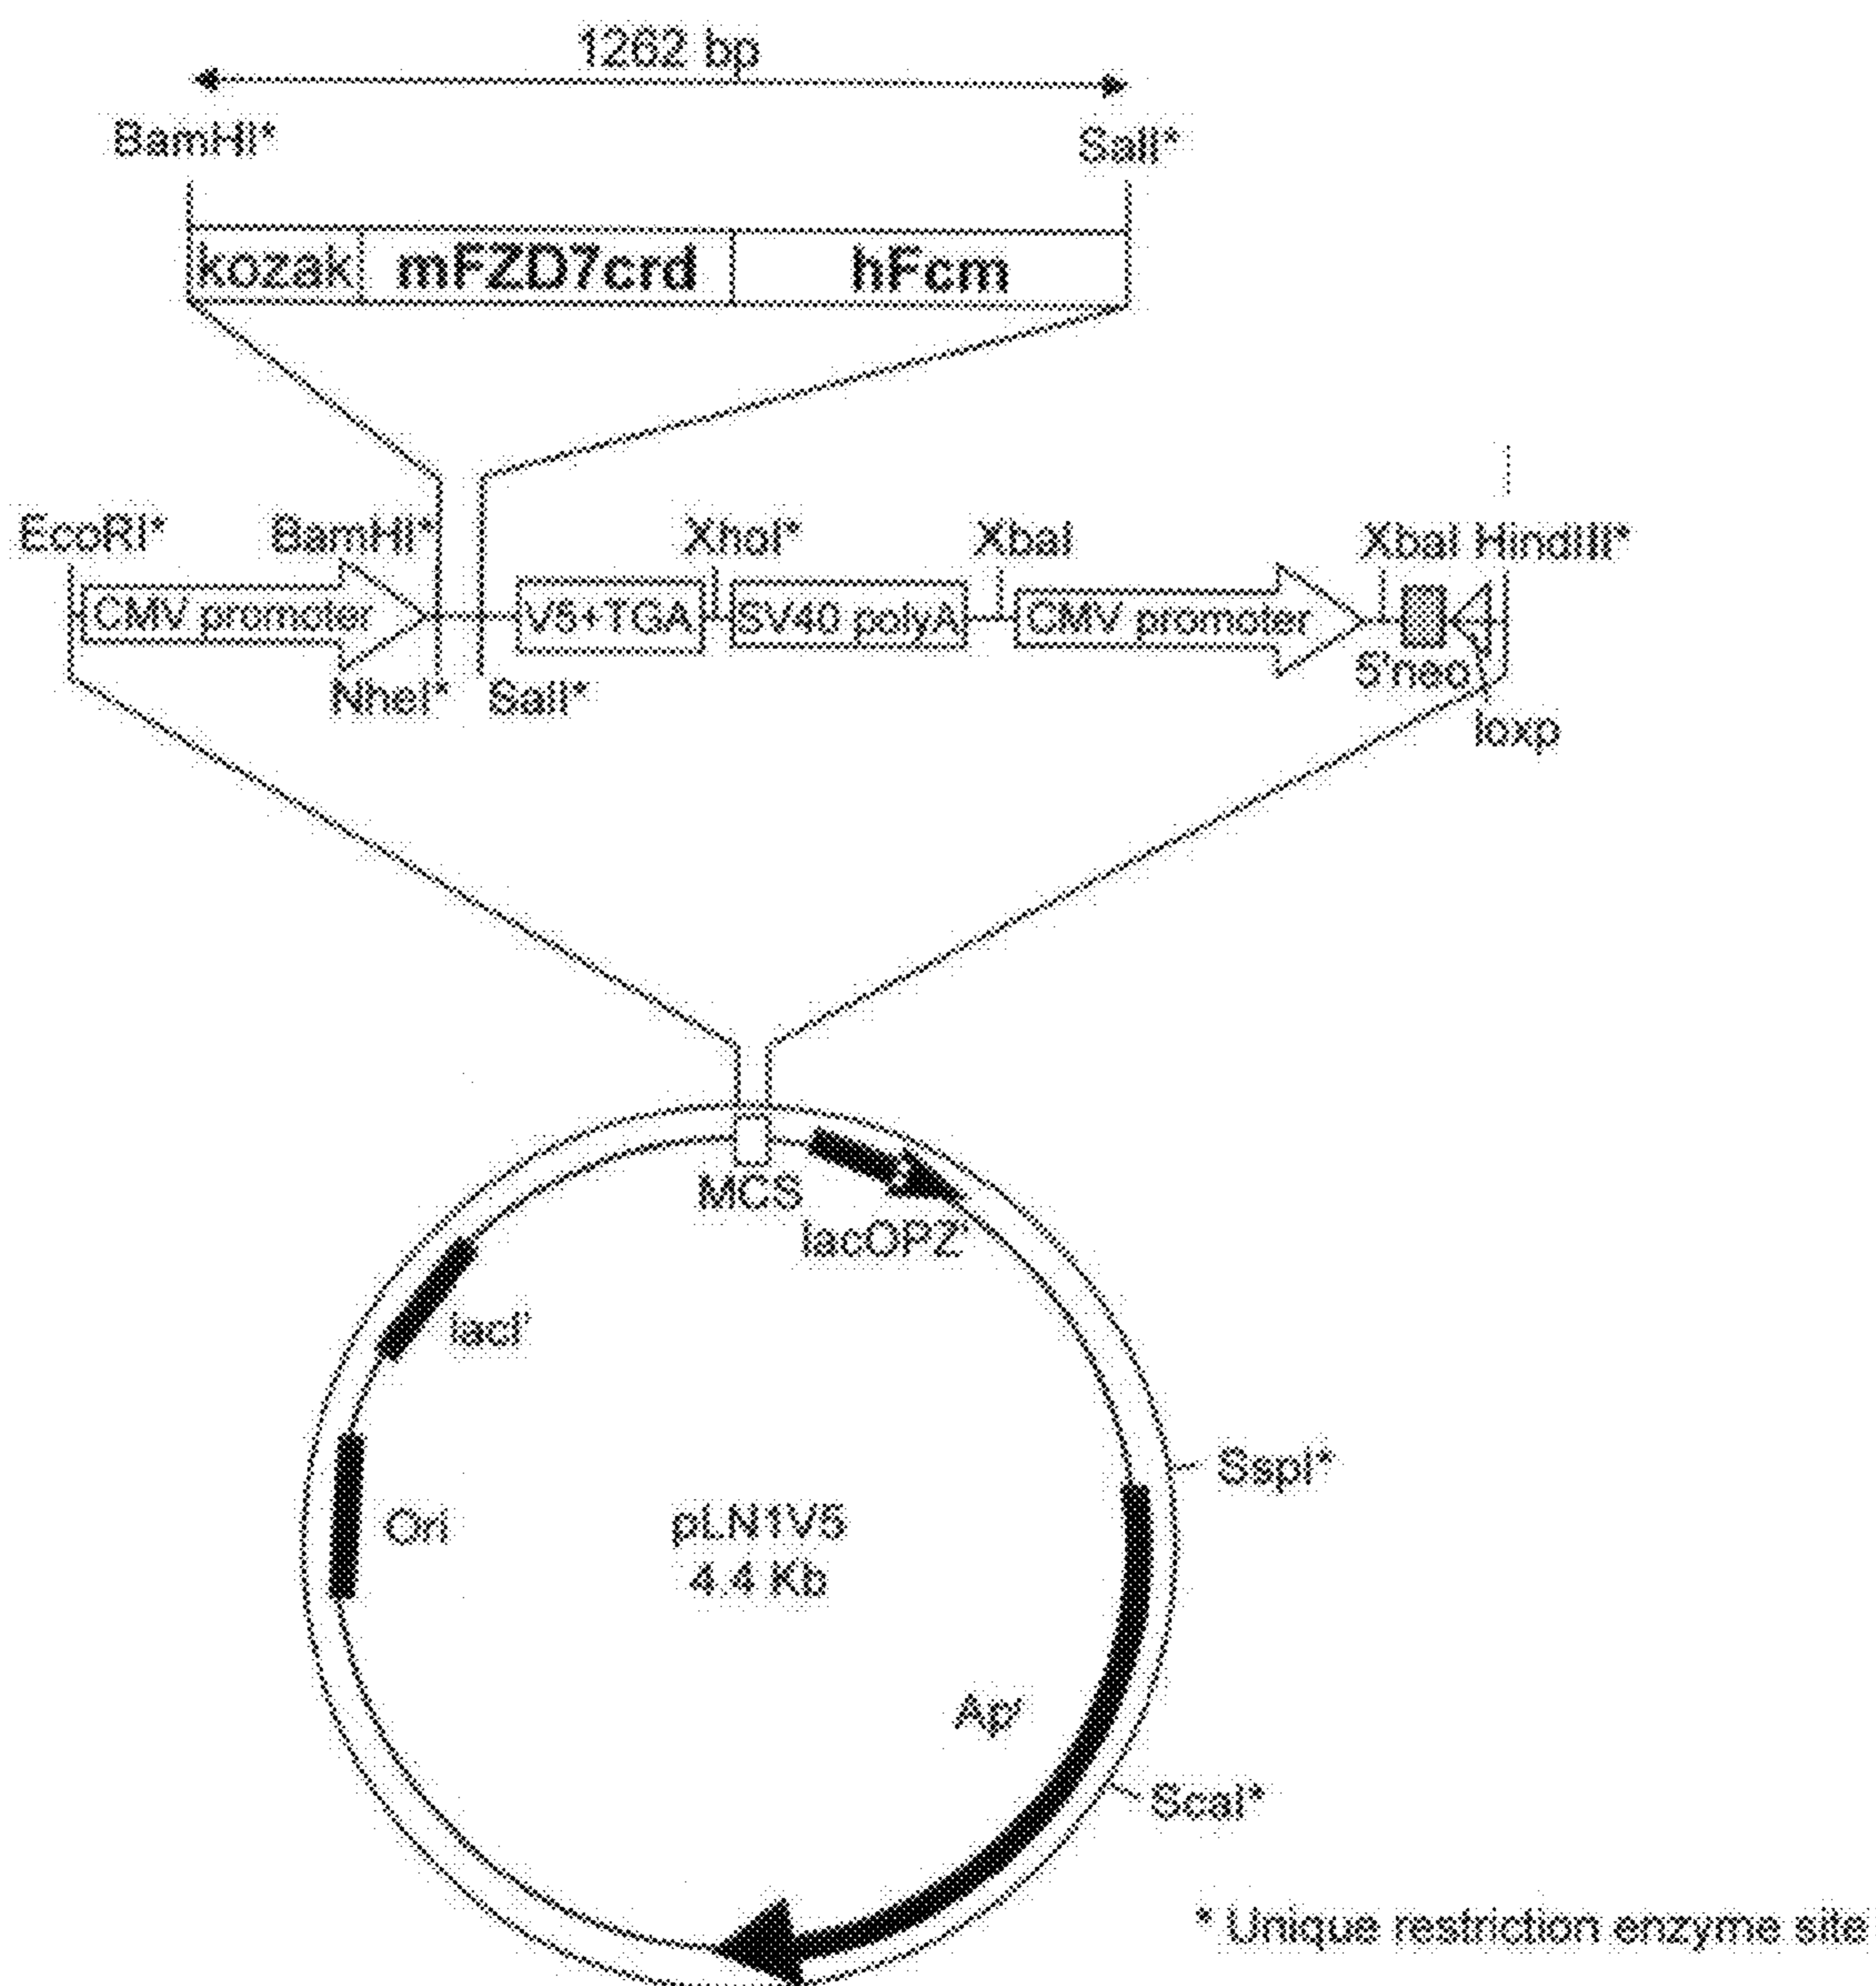 1262 bp
BamHI* SalI*
kozak mFZD7crd hFcm
EcoRI* BamHI* XhoI* XbaI XbaI HindIII*
CMV promoter V5+TGA SV40 polyA CMV promoter
NheI* SalI* 5'neo
loxp
MCS
lacOPZ'
lacI'
SspI*
Ori
pLN1V5
4.4 Kb
Apʳ
ScaI*
* Unique restriction enzyme site